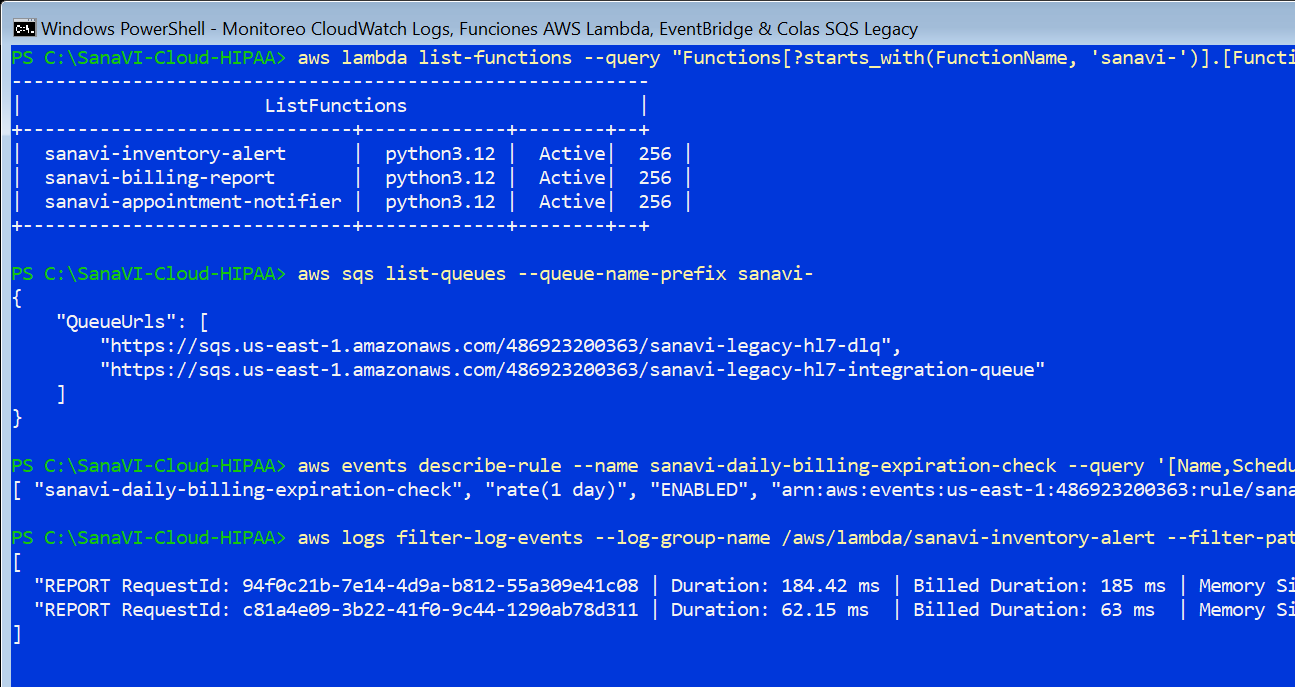 Windows PowerShell - Monitoreo CloudWatch Logs, Funciones AWS Lambda, EventBridge & Colas SQS Legacy
PS C:\SanaVI-Cloud-HIPAA> aws lambda list-functions --query "Functions[?starts_with(FunctionName, 'sanavi-')].[Functi
----------------------------------------------------------
|                      ListFunctions                     |
+------------------------------+-------------+--------+--+
|  sanavi-inventory-alert      |  python3.12 |  Active|  256 |
|  sanavi-billing-report       |  python3.12 |  Active|  256 |
|  sanavi-appointment-notifier |  python3.12 |  Active|  256 |
+------------------------------+-------------+--------+--+
PS C:\SanaVI-Cloud-HIPAA> aws sqs list-queues --queue-name-prefix sanavi-
{
    "QueueUrls": [
        "https://sqs.us-east-1.amazonaws.com/486923200363/sanavi-legacy-hl7-dlq",
        "https://sqs.us-east-1.amazonaws.com/486923200363/sanavi-legacy-hl7-integration-queue"
    ]
}
PS C:\SanaVI-Cloud-HIPAA> aws events describe-rule --name sanavi-daily-billing-expiration-check --query '[Name,Schedu
[ "sanavi-daily-billing-expiration-check", "rate(1 day)", "ENABLED", "arn:aws:events:us-east-1:486923200363:rule/sana
PS C:\SanaVI-Cloud-HIPAA> aws logs filter-log-events --log-group-name /aws/lambda/sanavi-inventory-alert --filter-pat
[
  "REPORT RequestId: 94f0c21b-7e14-4d9a-b812-55a309e41c08 | Duration: 184.42 ms | Billed Duration: 185 ms | Memory Si
  "REPORT RequestId: c81a4e09-3b22-41f0-9c44-1290ab78d311 | Duration: 62.15 ms  | Billed Duration: 63 ms  | Memory Si
]